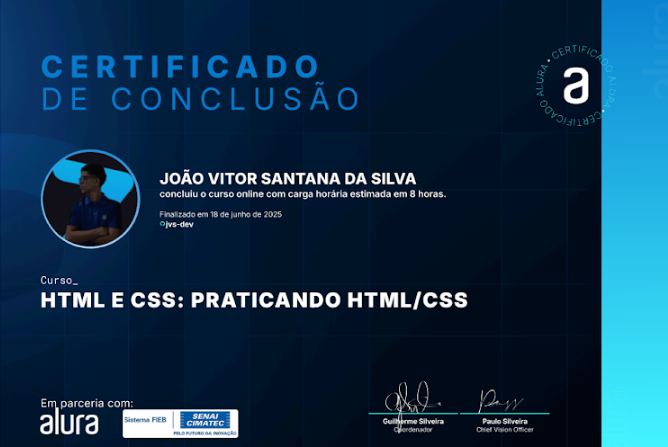 CERTIFICADO
DE CONCLUSÃO
CERTIFICADO ALURA • CERTIFICADO ALURA •
a
JOÃO VITOR SANTANA DA SILVA
concluiu o curso online com carga horária estimada em 8 horas.
Finalizado em 18 de junho de 2025
jvs-dev
Curso_
HTML E CSS: PRATICANDO HTML/CSS
Em parceria com:
alura
Sistema FIEB
SENAI
CIMATEC
PELO FUTURO DA INOVAÇÃO
Guilherme Silveira
Coordenador
Paulo Silveira
Chief Vision Officer
alura